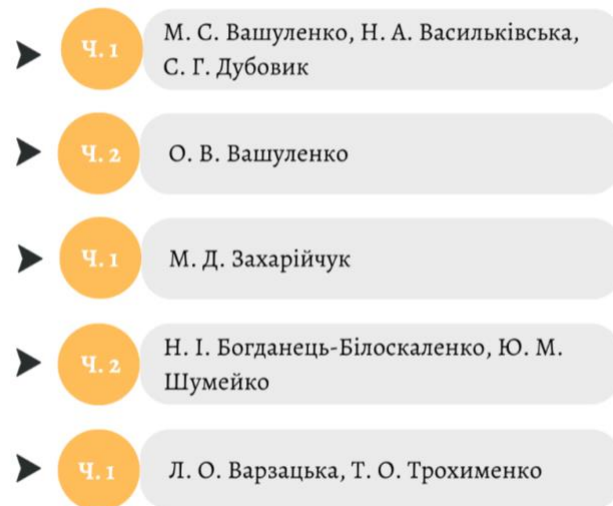 Ч. 1
М. С. Вашуленко, Н. А. Васильківська,
С. Г. Дубовик
Ч. 2
О. В. Вашуленко
Ч. 1
М. Д. Захарійчук
Ч. 2
Н. І. Богданець-Білоскаленко, Ю. М.
Шумейко
Ч. 1
Л. О. Варзацька, Т. О. Трохименко